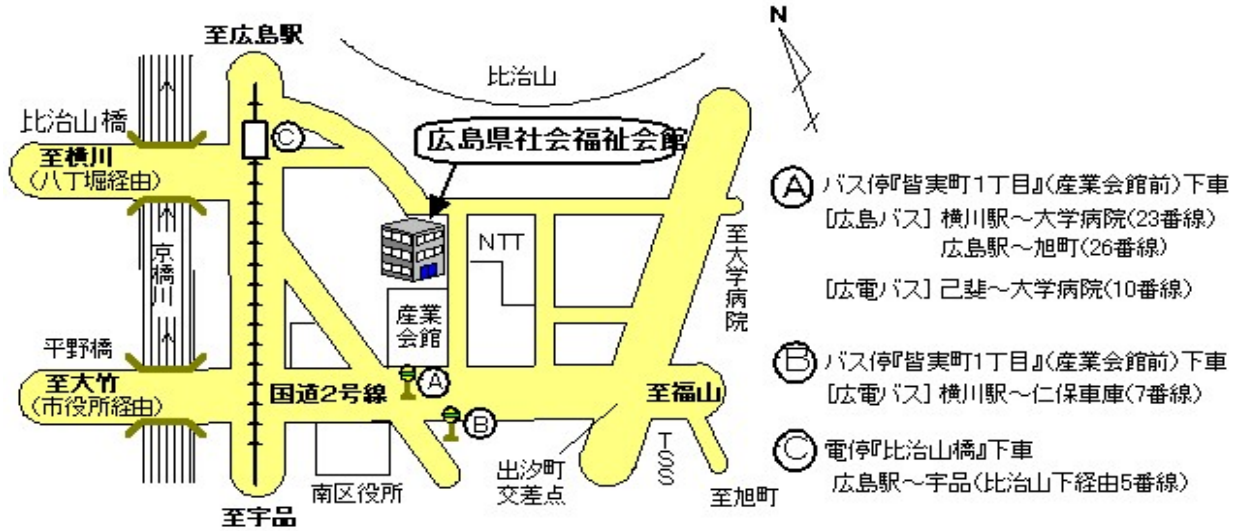 N
至広島駅
比治山
比治山橋
C
広島県社会福祉会館
至横川
(八丁堀経由)
京橋川
NTT
至大学病院
産業
会館
平野橋
至大竹
(市役所経由)
国道2号線
A
B
至福山
南区役所
出汐町
交差点
TSS
至旭町
至宇品
A バス停『皆実町1丁目』(産業会館前)下車
[広島バス] 横川駅～大学病院(23番線)
広島駅～旭町(26番線)
[広電バス] 己斐～大学病院(10番線)
B バス停『皆実町1丁目』(産業会館前)下車
[広電バス] 横川駅～仁保車庫(7番線)
C 電停『比治山橋』下車
広島駅～宇品(比治山下経由5番線)